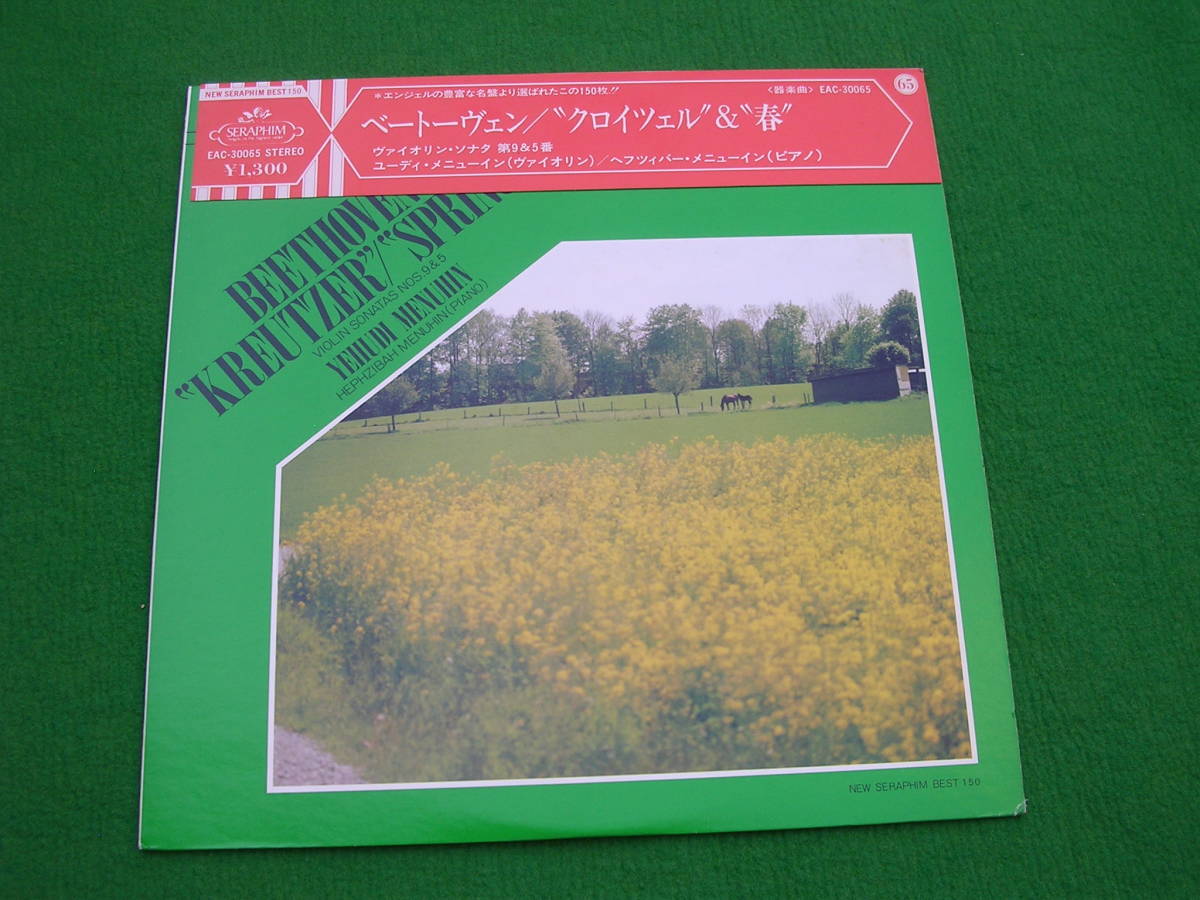 NEW SERAPHIM BEST 150
SERAPHIM
EAC-30065 STEREO
¥1,300
*エンジェルの豊富な名盤より選ばれたこの150枚!!
〈器楽曲〉 EAC-30065
65
ベートーヴェン/"クロイツェル"&"春"
ヴァイオリン・ソナタ 第9&5番
ユーディ・メニューイン(ヴァイオリン)/ヘフツィバー・メニューイン(ピアノ)
BEETHOVEN
"KREUTZER"/"SPRIN
VIOLIN SONATAS NOS.9&5
YEHUDI MENUHIN
HEPHZIBAH MENUHIN(PIANO)
NEW SERAPHIM BEST 150